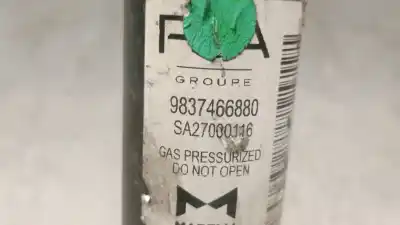 GROUPE
9837466880
SA27000116
GAS PRESSURIZED
DO NOT OPEN